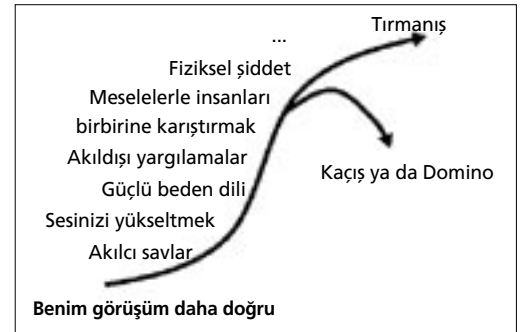 Tırmanış
...
Fiziksel şiddet
Meselelerle insanları
birbirine karıştırmak
Akıldışı yargılamalar
Kaçış ya da Domino
Güçlü beden dili
Sesinizi yükseltmek
Akılcı savlar
Benim görüşüm daha doğru